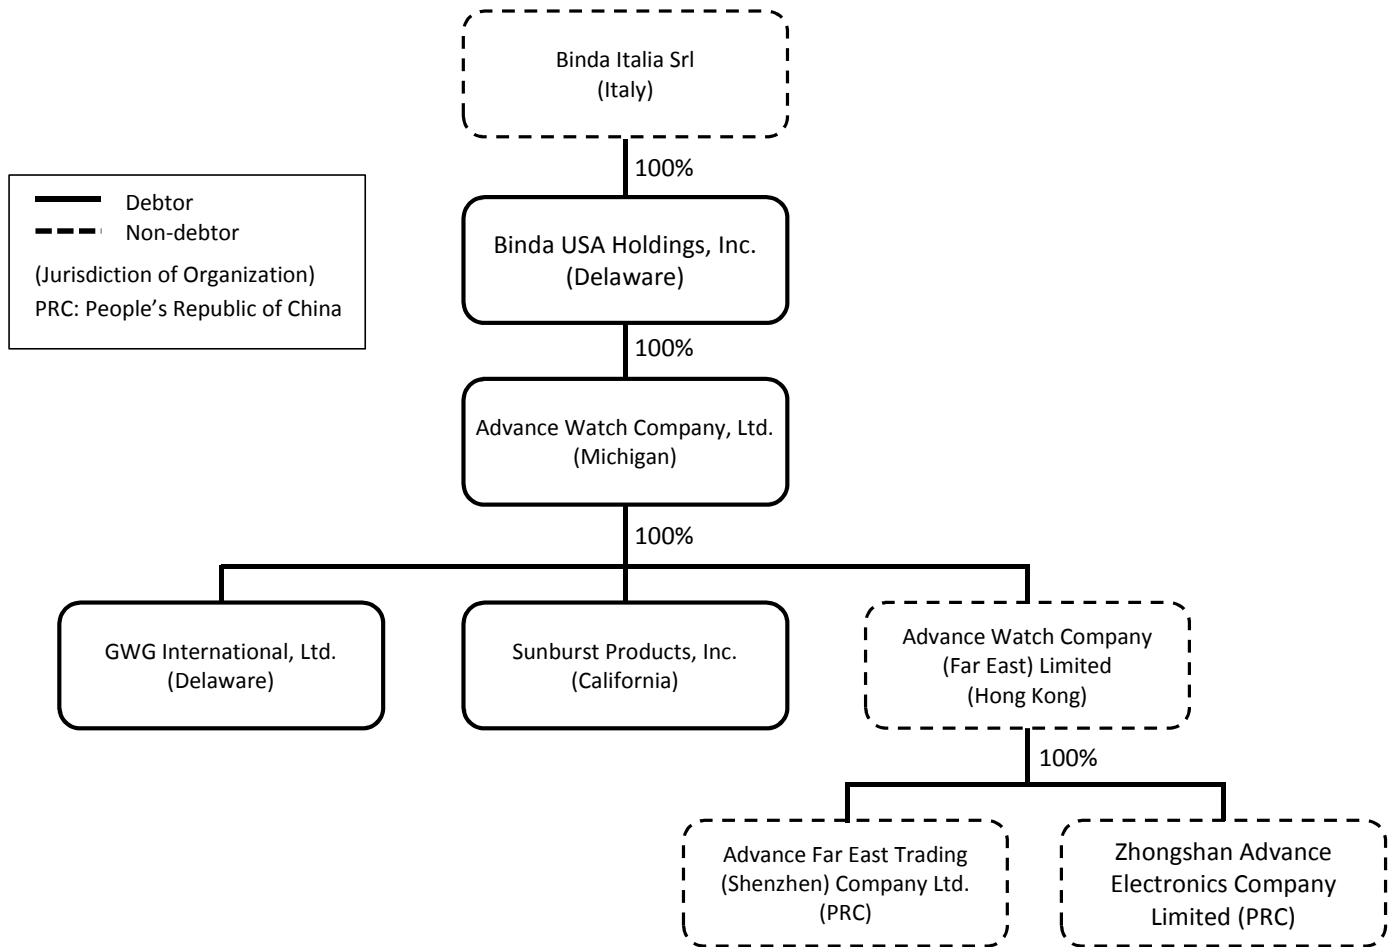 Binda Italia Srl
(Italy)
100%
Debtor
Non-debtor
(Jurisdiction of Organization)
PRC: People’s Republic of China
Binda USA Holdings, Inc.
(Delaware)
100%
Advance Watch Company, Ltd.
(Michigan)
100%
GWG International, Ltd.
(Delaware)
Sunburst Products, Inc.
(California)
Advance Watch Company
(Far East) Limited
(Hong Kong)
100%
Advance Far East Trading
(Shenzhen) Company Ltd.
(PRC)
Zhongshan Advance
Electronics Company
Limited (PRC)